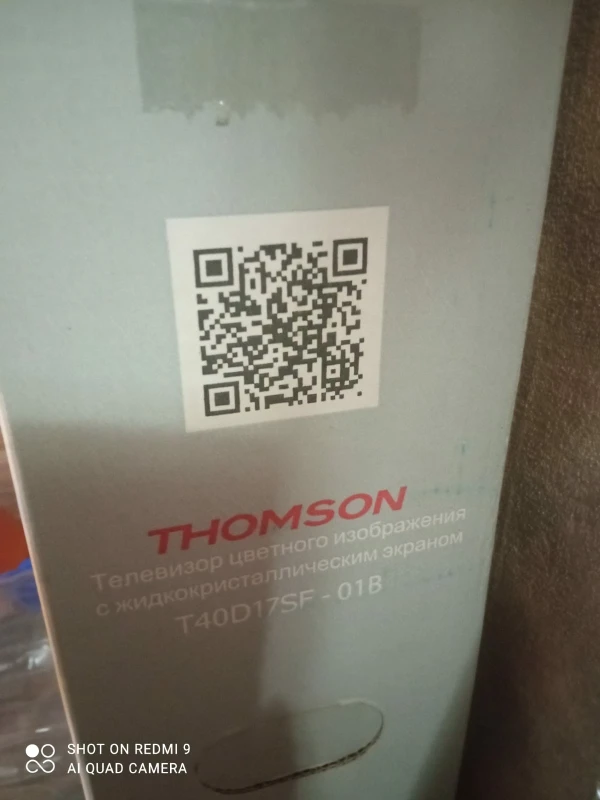 THOMSON
Телевизор цветного изображения
с жидкокристаллическим экраном
T40D17SF - 01B
SHOT ON REDMI 9
AI QUAD CAMERA